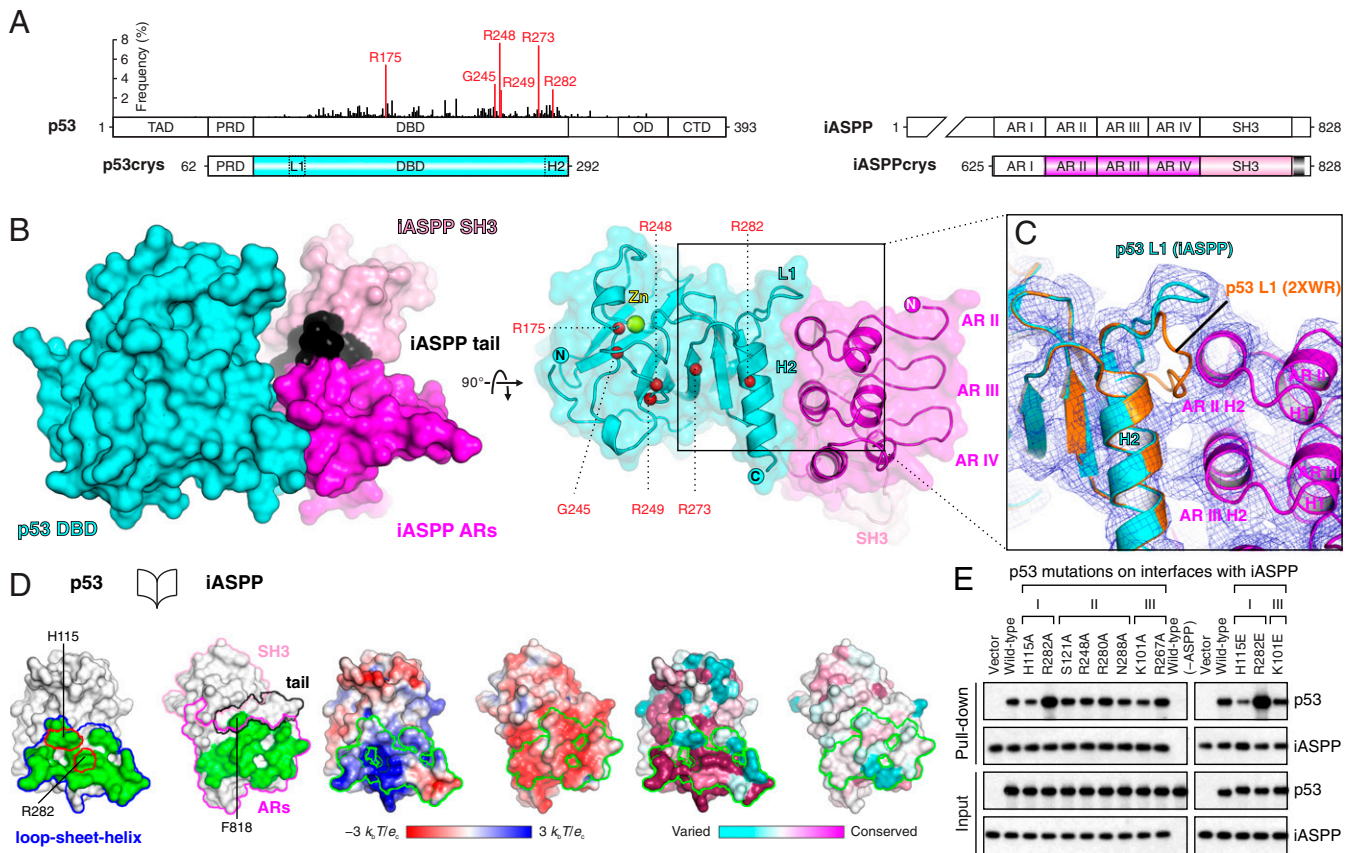 A
Frequency (%)
8
6
4
2
R175
R248
R273
G245
R249
R282
p53
1
TAD
PRD
DBD
OD
CTD
393
p53crys
62
PRD
L1
DBD
H2
292
iASPP
1
AR I
AR II
AR III
AR IV
SH3
828
iASPPcrys
625
AR I
AR II
AR III
AR IV
SH3
828
B
iASPP SH3
iASPP tail
p53 DBD
iASPP ARs
90°
R248
R282
Zn
L1
N
R175
N
H2
AR II
AR III
AR IV
C
G245
R249
R273
SH3
C
p53 L1 (iASPP)
p53 L1 (2XWR)
AR II
AR II H2
H1
H2
AR III
AR III H2
H1
D
p53
iASPP
H115
SH3
tail
R282
ARs
F818
loop-sheet-helix
−3 kbT/ec
3 kbT/ec
Varied
Conserved
E
p53 mutations on interfaces with iASPP
I
II
III
I
III
Vector
Wild-type
H115A
R282A
S121A
R248A
R280A
N288A
K101A
R267A
Wild-type
(−ASPP)
Vector
Wild-type
H115E
R282E
K101E
Pull-down
p53
iASPP
Input
p53
iASPP